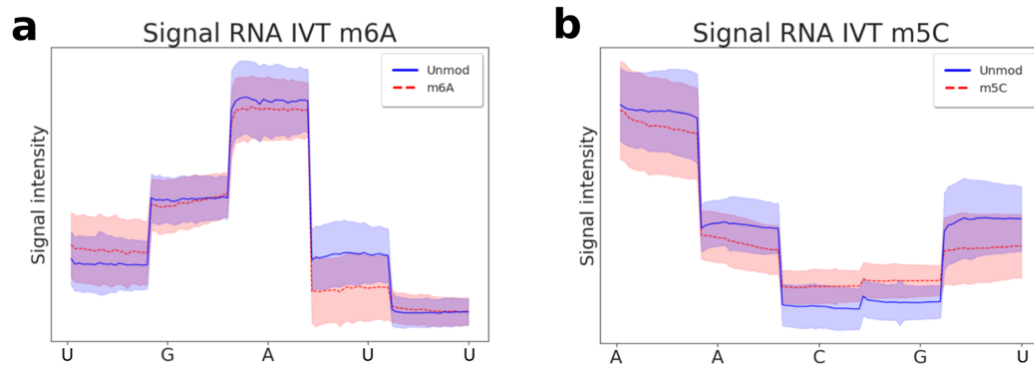 a
Signal RNA IVT m6A
Unmod
m6A
Signal intensity
U G A U U
b
Signal RNA IVT m5C
Unmod
m5C
Signal intensity
A A C G U